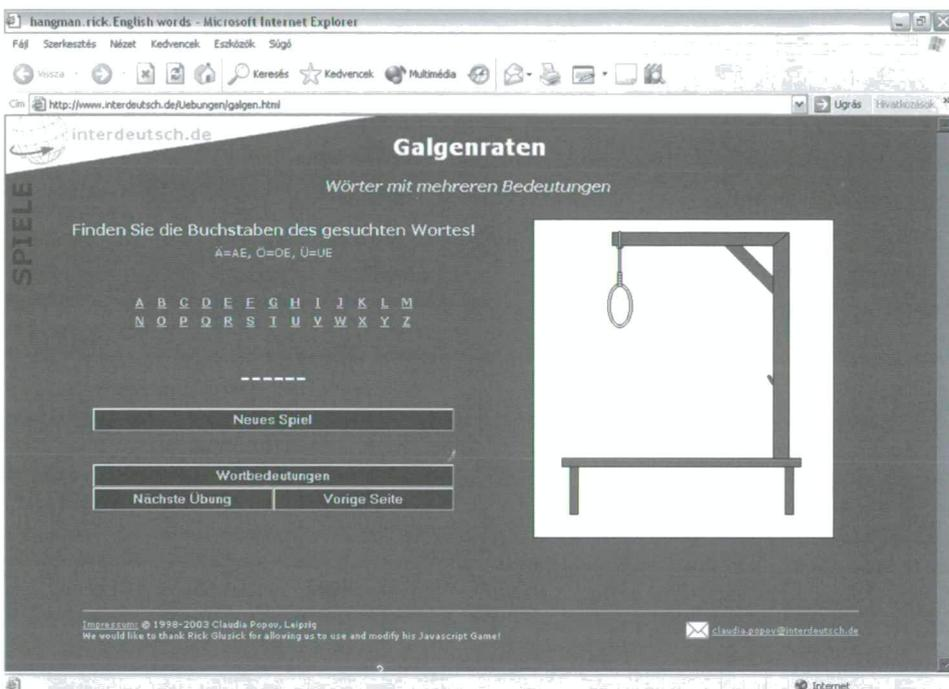 hangman.rick.English words - Microsoft Internet Explorer
Fájl Szerkesztés Nézet Kedvencek Eszközök Súgó
Vissza Keresés Kedvencek Multimédia
Cím http://www.interdeutsch.de/Uebungen/galgen.html Ugrás Hivatkozások
interdeutsch.de
SPIELE
Galgenraten
Wörter mit mehreren Bedeutungen
Finden Sie die Buchstaben des gesuchten Wortes!
Ä=AE, Ö=OE, Ü=UE
A B C D E F G H I J K L M
N O P Q R S T U V W X Y Z
------
Neues Spiel
Wortbedeutungen
Nächste Übung Vorige Seite
Impressum: © 1998-2003 Claudia Popov, Leipzig
We would like to thank Rick Glusick for allowing us to use and modify his Javascript Game!
claudia.popov@interdeutsch.de
Internet